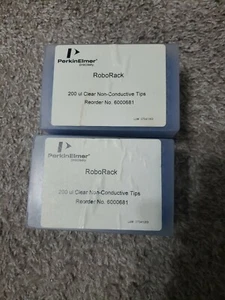 PerkinElmer
RoboRack
200 ul Clear Non-Conductive Tips
Reorder No. 6000681
PerkinElmer
RoboRack
200 ul Clear Non-Conductive Tips
Reorder No. 6000681